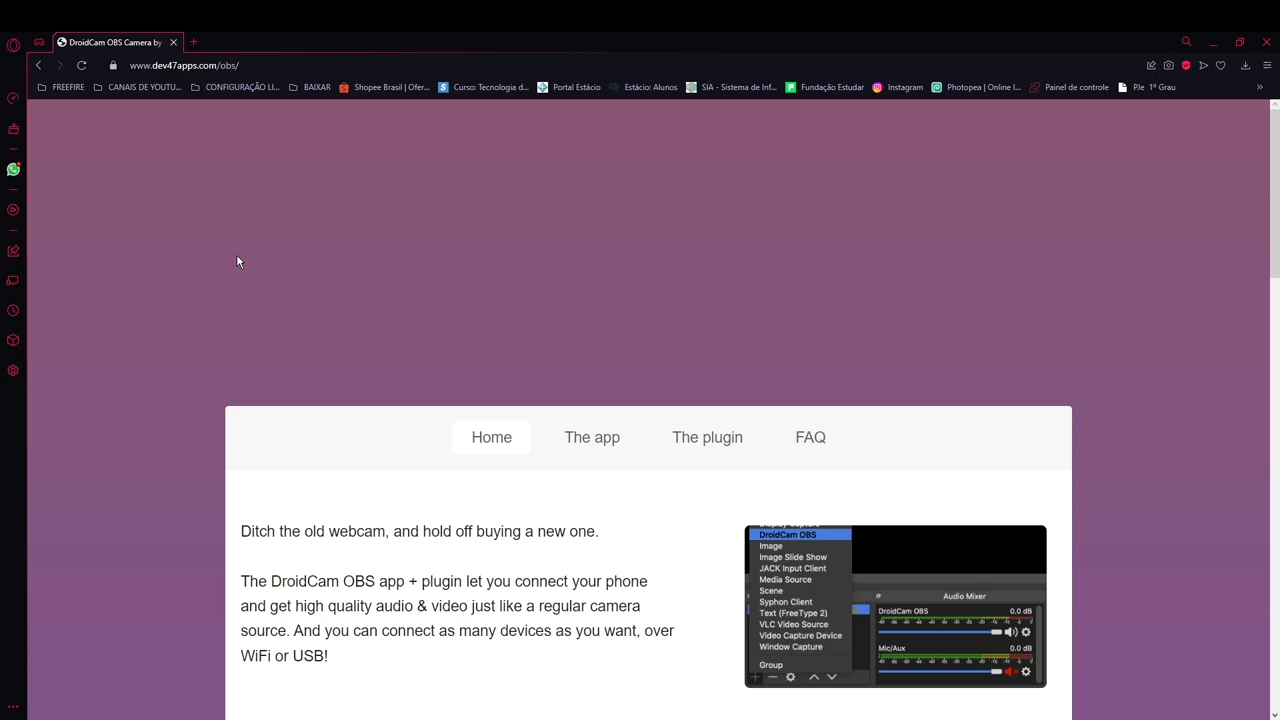 DroidCam OBS Camera by
www.dev47apps.com/obs/
FREEFIRE CANAIS DE YOUTU... CONFIGURAÇÃO LI... BAIXAR Shopee Brasil | Ofer... Curso: Tecnologia d... Portal Estácio Estácio: Alunos SIA - Sistema de Inf... Fundação Estudar Instagram Photopea | Online I... Painel de controle PJe 1º Grau
Home The app The plugin FAQ
Ditch the old webcam, and hold off buying a new one.
The DroidCam OBS app + plugin let you connect your phone
and get high quality audio & video just like a regular camera
source. And you can connect as many devices as you want, over
WiFi or USB!
DroidCam OBS
Image
Image Slide Show
JACK Input Client
Media Source
Scene
Syphon Client
Text (FreeType 2)
VLC Video Source
Video Capture Device
Window Capture
Group
Audio Mixer
DroidCam OBS 0.0 dB
Mic/Aux 0.0 dB